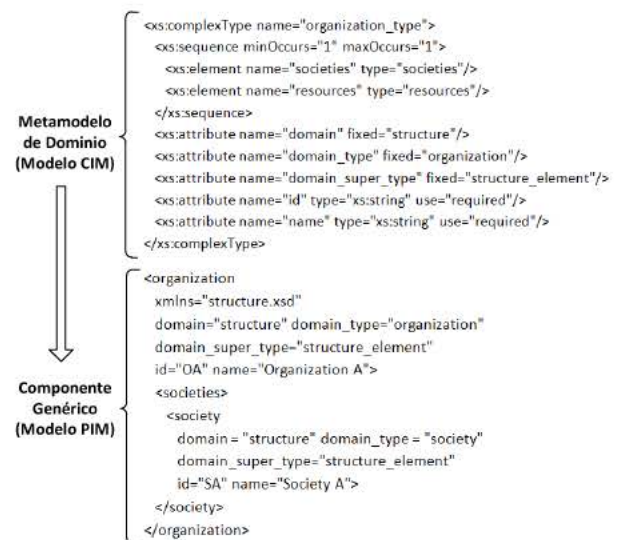 <xs:complexType name="organization_type">
<xs:sequence minOccurs="1" maxOccurs="1">
<xs:element name="societies" type="societies"/>
<xs:element name="resources" type="resources"/>
</xs:sequence>
<xs:attribute name="domain" fixed="structure"/>
<xs:attribute name="domain_type" fixed="organization"/>
<xs:attribute name="domain_super_type" fixed="structure_element"/>
<xs:attribute name="id" type="xs:string" use="required"/>
<xs:attribute name="name" type="xs:string" use="required"/>
</xs:complexType>
Metamodelo
de Dominio
(Modelo CIM)
<organization
xmlns="structure.xsd"
domain="structure" domain_type="organization"
domain_super_type="structure_element"
id="OA" name="Organization A">
<societies>
<society
domain = "structure" domain_type = "society"
domain_super_type="structure_element"
id="SA" name="Society A">
</society>
</organization>
Componente
Genérico
(Modelo PIM)